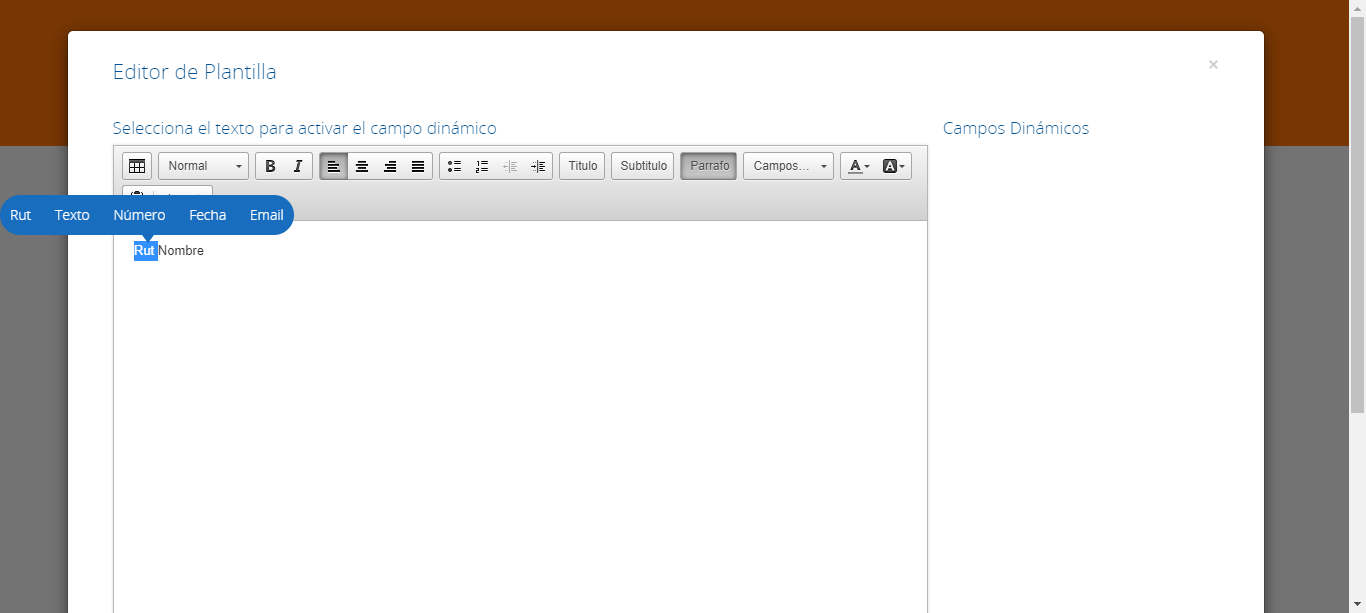 Editor de Plantilla
×
Selecciona el texto para activar el campo dinámico
Campos Dinámicos
Normal B I Titulo Subtitulo Parrafo Campos... A A
Rut Texto Número Fecha Email
Rut Nombre